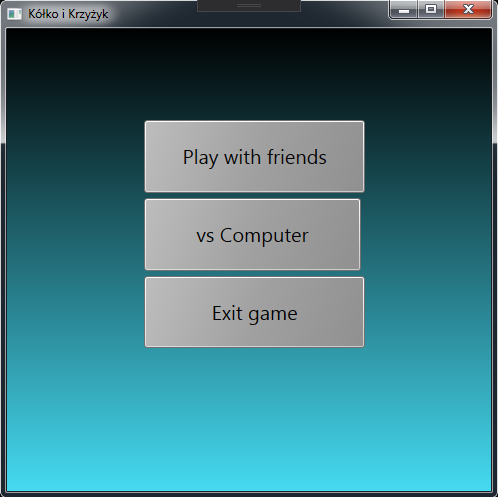 Kółko i Krzyżyk
Play with friends
vs Computer
Exit game